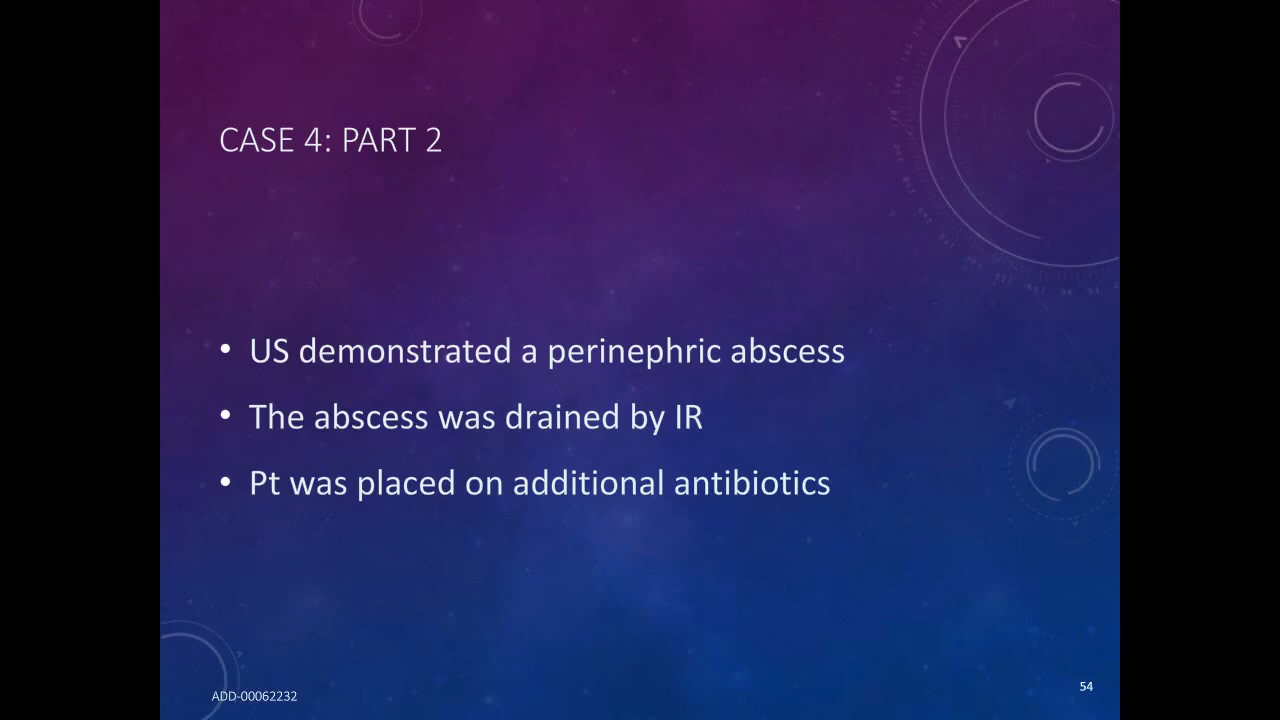 CASE 4: PART 2
• US demonstrated a perinephric abscess
• The abscess was drained by IR
• Pt was placed on additional antibiotics
54
ADD-00062232